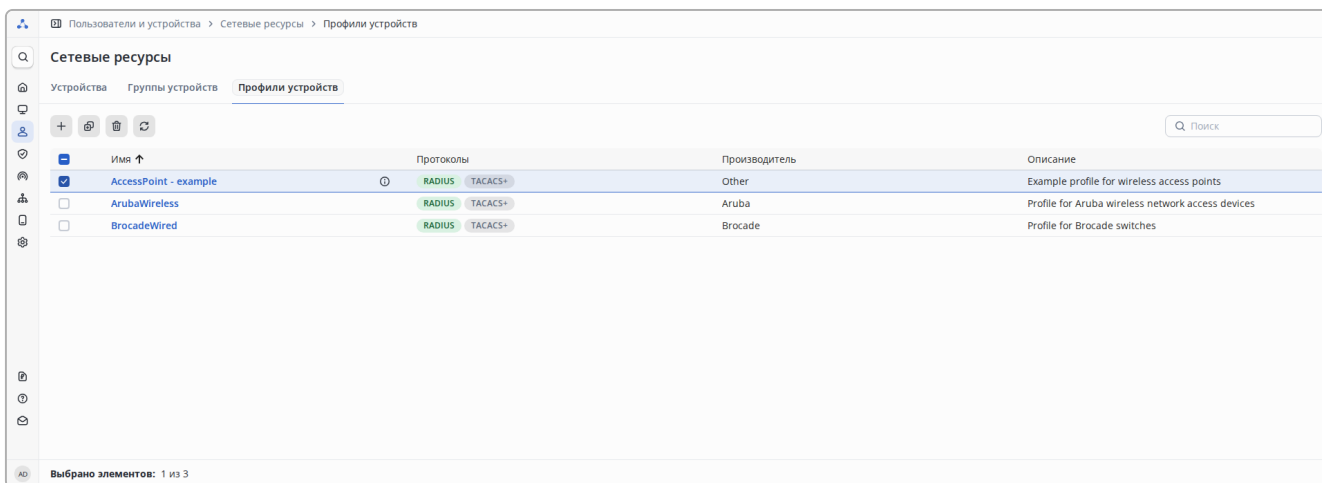 Пользователи и устройства > Сетевые ресурсы > Профили устройств
Сетевые ресурсы
Устройства Группы устройств Профили устройств
Поиск
Имя Протоколы Производитель Описание
AccessPoint - example RADIUS TACACS+ Other Example profile for wireless access points
ArubaWireless RADIUS TACACS+ Aruba Profile for Aruba wireless network access devices
BrocadeWired RADIUS TACACS+ Brocade Profile for Brocade switches
AD Выбрано элементов: 1 из 3